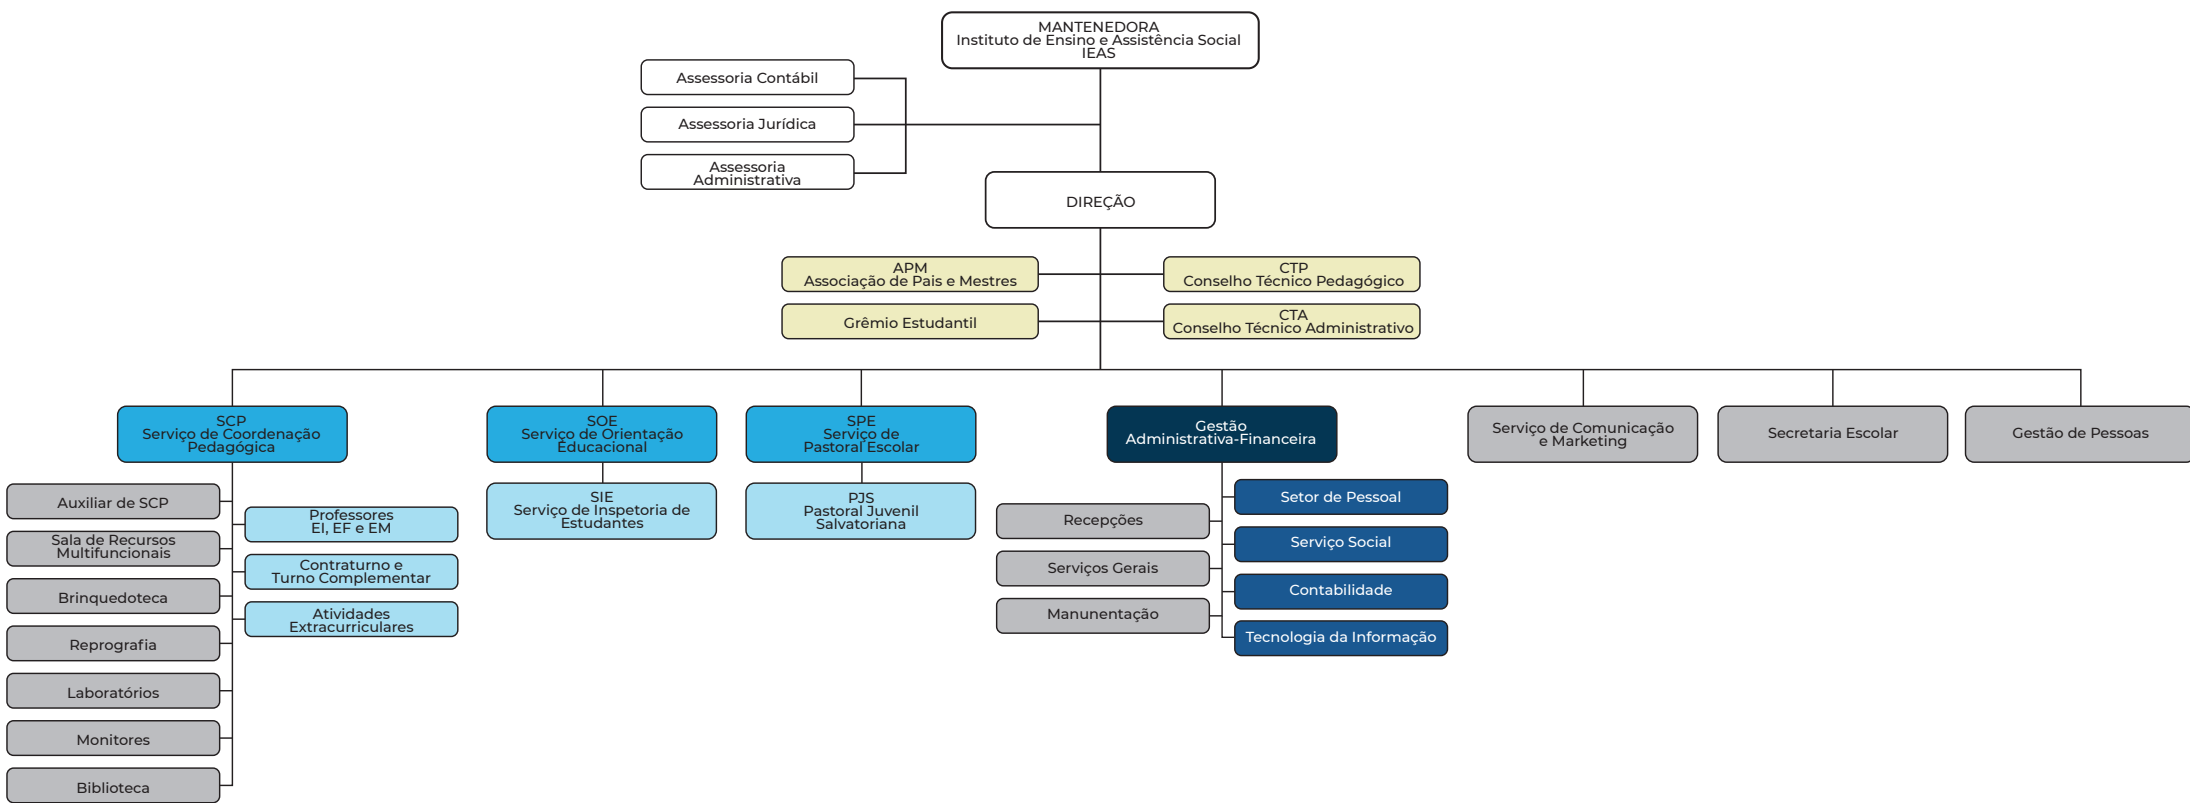 MANTENEDORA
Instituto de Ensino e Assistência Social
IEAS
Assessoria Contábil
Assessoria Jurídica
Assessoria
Administrativa
DIREÇÃO
APM
Associação de Pais e Mestres
CTP
Conselho Técnico Pedagógico
Grêmio Estudantil
CTA
Conselho Técnico Administrativo
SCP
Serviço de Coordenação
Pedagógica
SOE
Serviço de Orientação
Educacional
SPE
Serviço de
Pastoral Escolar
Gestão
Administrativa-Financeira
Serviço de Comunicação
e Marketing
Secretaria Escolar
Gestão de Pessoas
Auxiliar de SCP
Sala de Recursos
Multifuncionais
Brinquedoteca
Reprografia
Laboratórios
Monitores
Biblioteca
Professores
EI, EF e EM
Contraturno e
Turno Complementar
Atividades
Extracurriculares
SIE
Serviço de Inspetoria de
Estudantes
PJS
Pastoral Juvenil
Salvatoriana
Recepções
Serviços Gerais
Manunentação
Setor de Pessoal
Serviço Social
Contabilidade
Tecnologia da Informação